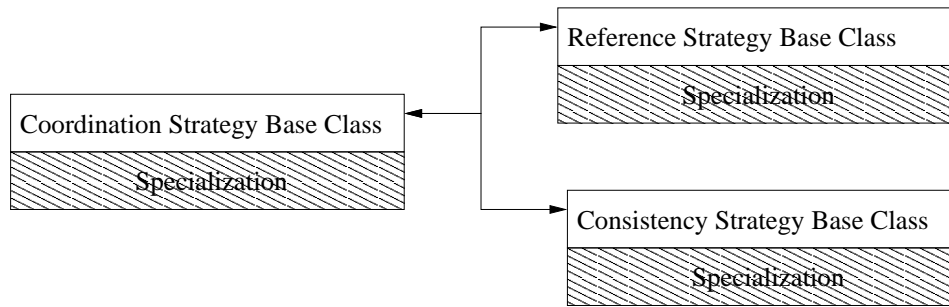 Reference Strategy Base Class
Specialization
Coordination Strategy Base Class
Specialization
Consistency Strategy Base Class
Specialization